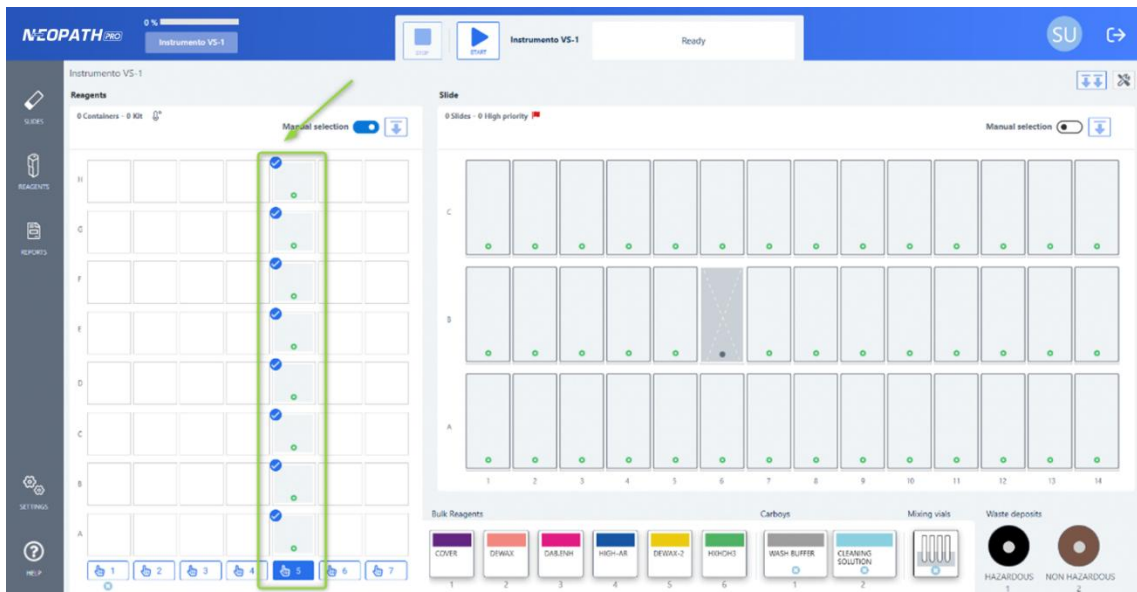 NEOPATH PRO
0 %
Instrumento VS-1
STOP
START
Instrumento VS-1
Ready
SU
Instrumento VS-1
Reagents
0 Containers - 0 Kit
Manual selection
Slide
0 Slides - 0 High priority
Manual selection
SLIDES
REAGENTS
REPORTS
SETTINGS
HELP
H
G
F
E
D
C
B
A
1 2 3 4 5 6 7
C
B
A
1 2 3 4 5 6 7 8 9 10 11 12 13 14
Bulk Reagents
COVER
DEWAX
DAB.ENH
HIGH-AR
DEWAX-2
1 2 3 4 5 6
Carboys
WASH BUFFER
CLEANING
SOLUTION
1 2
Mixing vials
Waste deposits
HAZARDOUS
1
NON HAZARDOUS
2